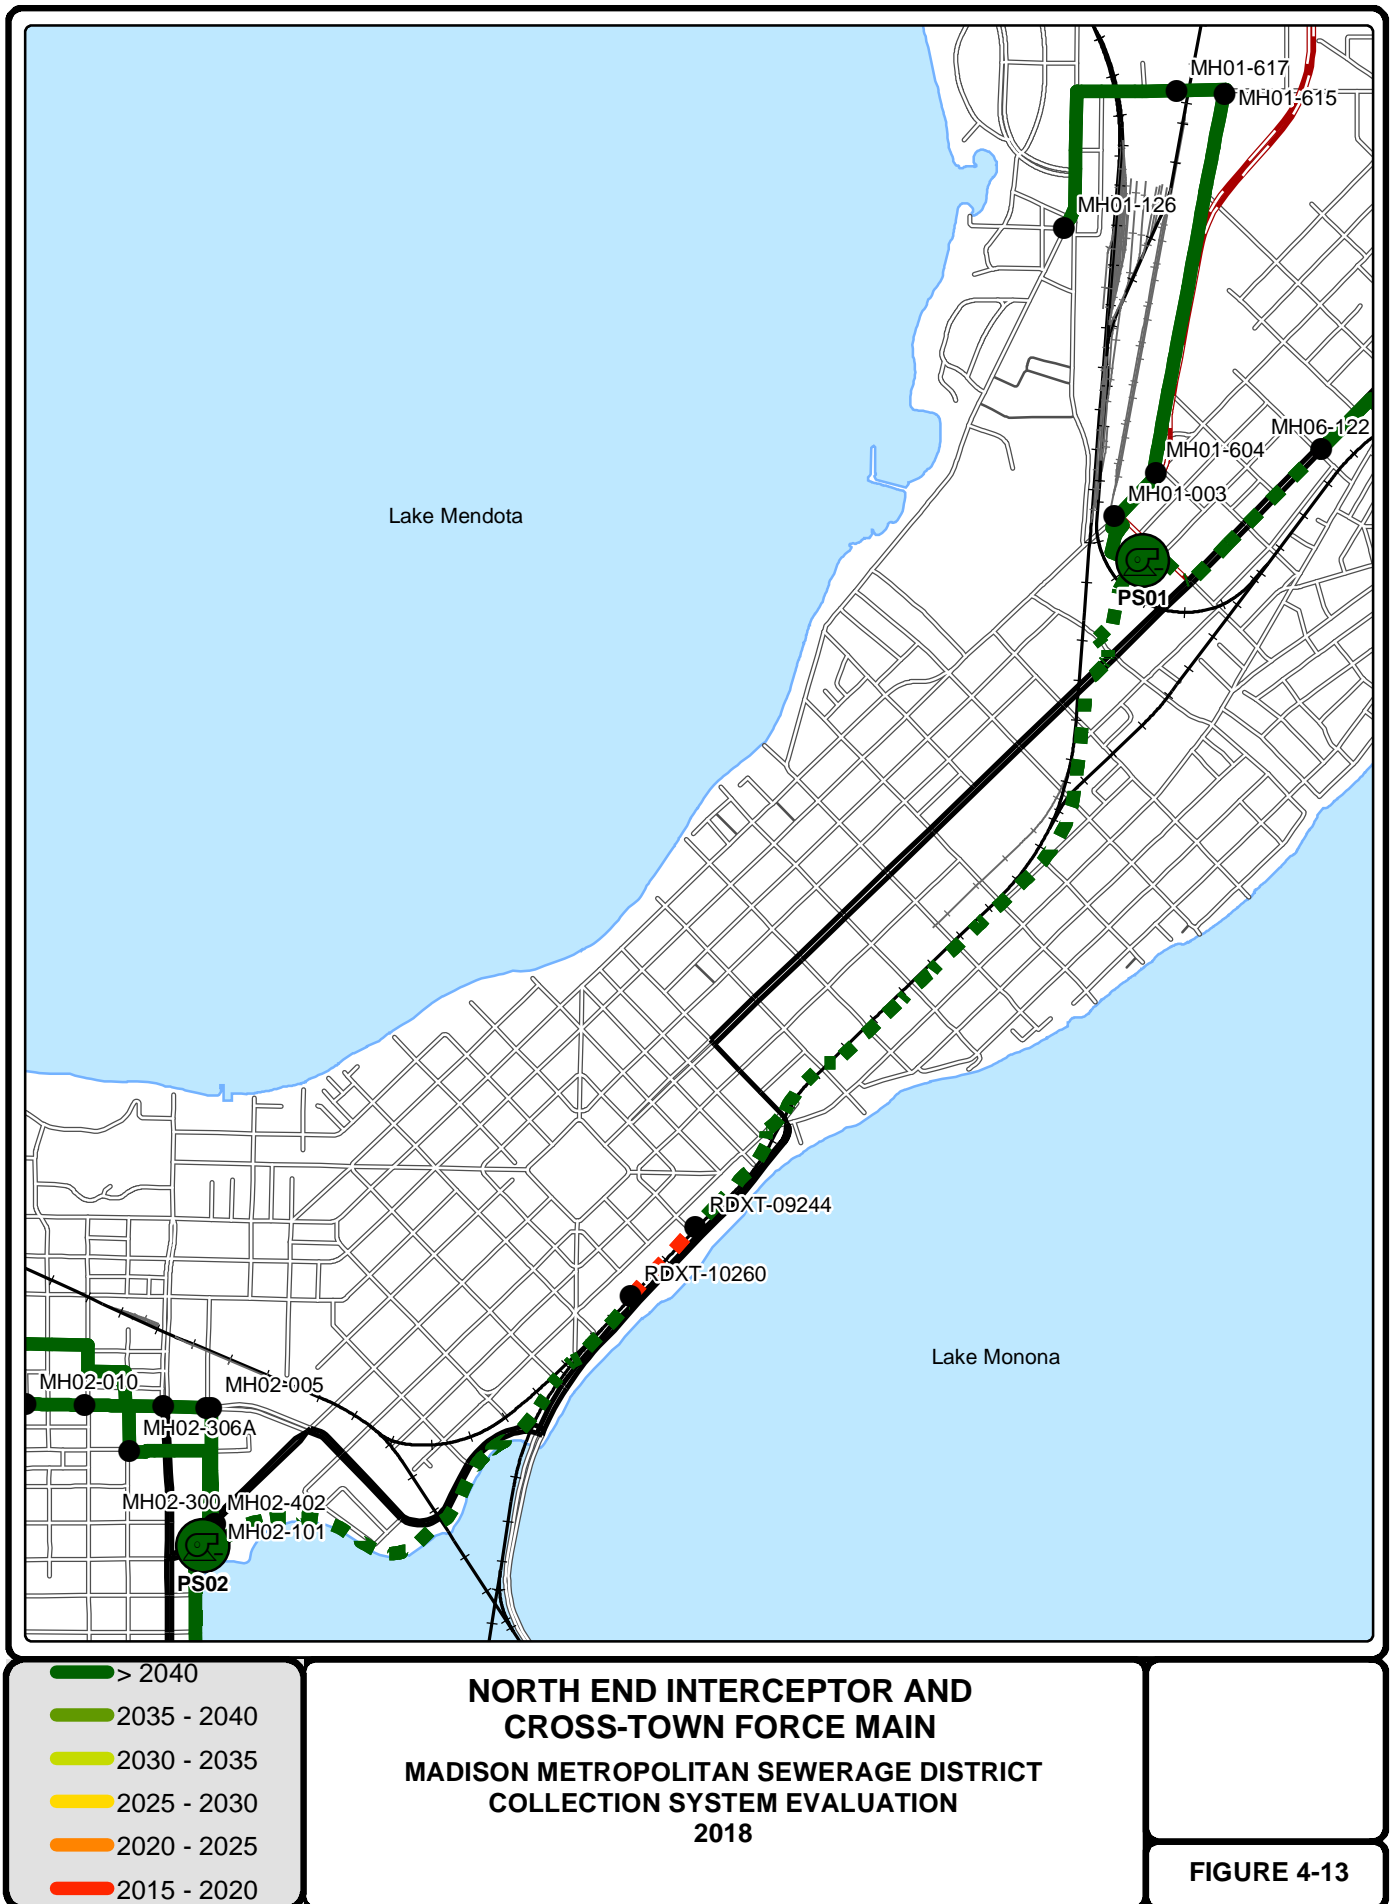 MH01-617
MH01-615
MH01-126
MH06-122
MH01-604
MH01-003
Lake Mendota
PS01
RDXT-09244
RDXT-10260
Lake Monona
MH02-010
MH02-005
MH02-306A
MH02-300
MH02-402
MH02-101
PS02
> 2040
2035 - 2040
2030 - 2035
2025 - 2030
2020 - 2025
2015 - 2020
NORTH END INTERCEPTOR AND
CROSS-TOWN FORCE MAIN
MADISON METROPOLITAN SEWERAGE DISTRICT
COLLECTION SYSTEM EVALUATION
2018
FIGURE 4-13